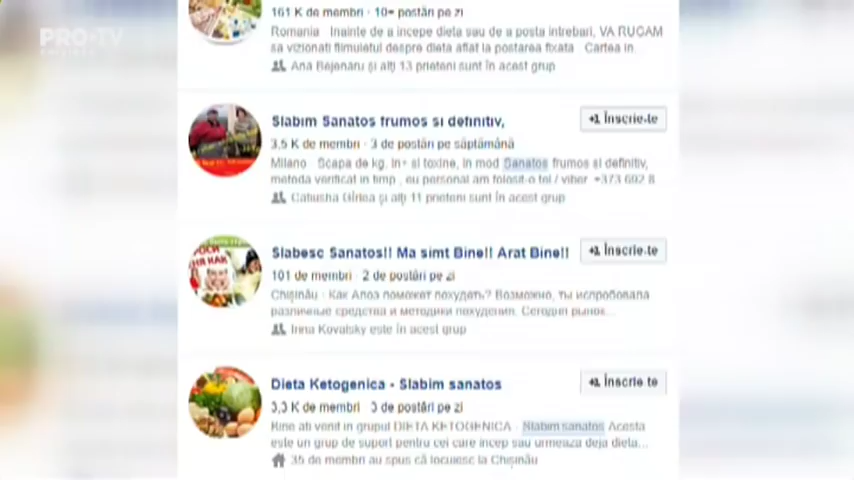 PRO TV
161 K de membri · 10+ postări pe zi
Romania · Inainte de a incepe dieta sau de a posta intrebari, VA RUGAM
sa vizionati filmuletul despre dieta aflat la postarea fixata · Cartea in
Ana Bejenaru și alți 13 prieteni sunt în acest grup
Slabim Sanatos frumos si definitiv,
+1 Înscrie-te
3,5 K de membri · 3 de postări pe săptămână
Milano · Scapa de kg. in+ si toxine, in mod Sanatos frumos si definitiv,
metoda verificat in timp , eu personal am folosit-o tel / viber +373 692 8
Catiusha Gîrlea și alți 11 prieteni sunt în acest grup
Slabesc Sanatos!! Ma simt Bine!! Arat Bine!!
+1 Înscrie-te
101 de membri · 2 de postări pe zi
Chișinău · Как Алоэ поможет похудеть? Возможно, ты испробовала
различные средства и методики похудения. Сегодня рынок...
Irina Kovalsky este în acest grup
Dieta Ketogenica - Slabim sanatos
+1 Înscrie-te
3,3 K de membri · 3 de postări pe zi
Bine ati venit in grupul DIETA KETOGENICA - Slabim sanatos Acesta
este un grup de suport pentru cei care incep sau urmeaza deja dieta...
35 de membri au spus că locuiesc la Chișinău